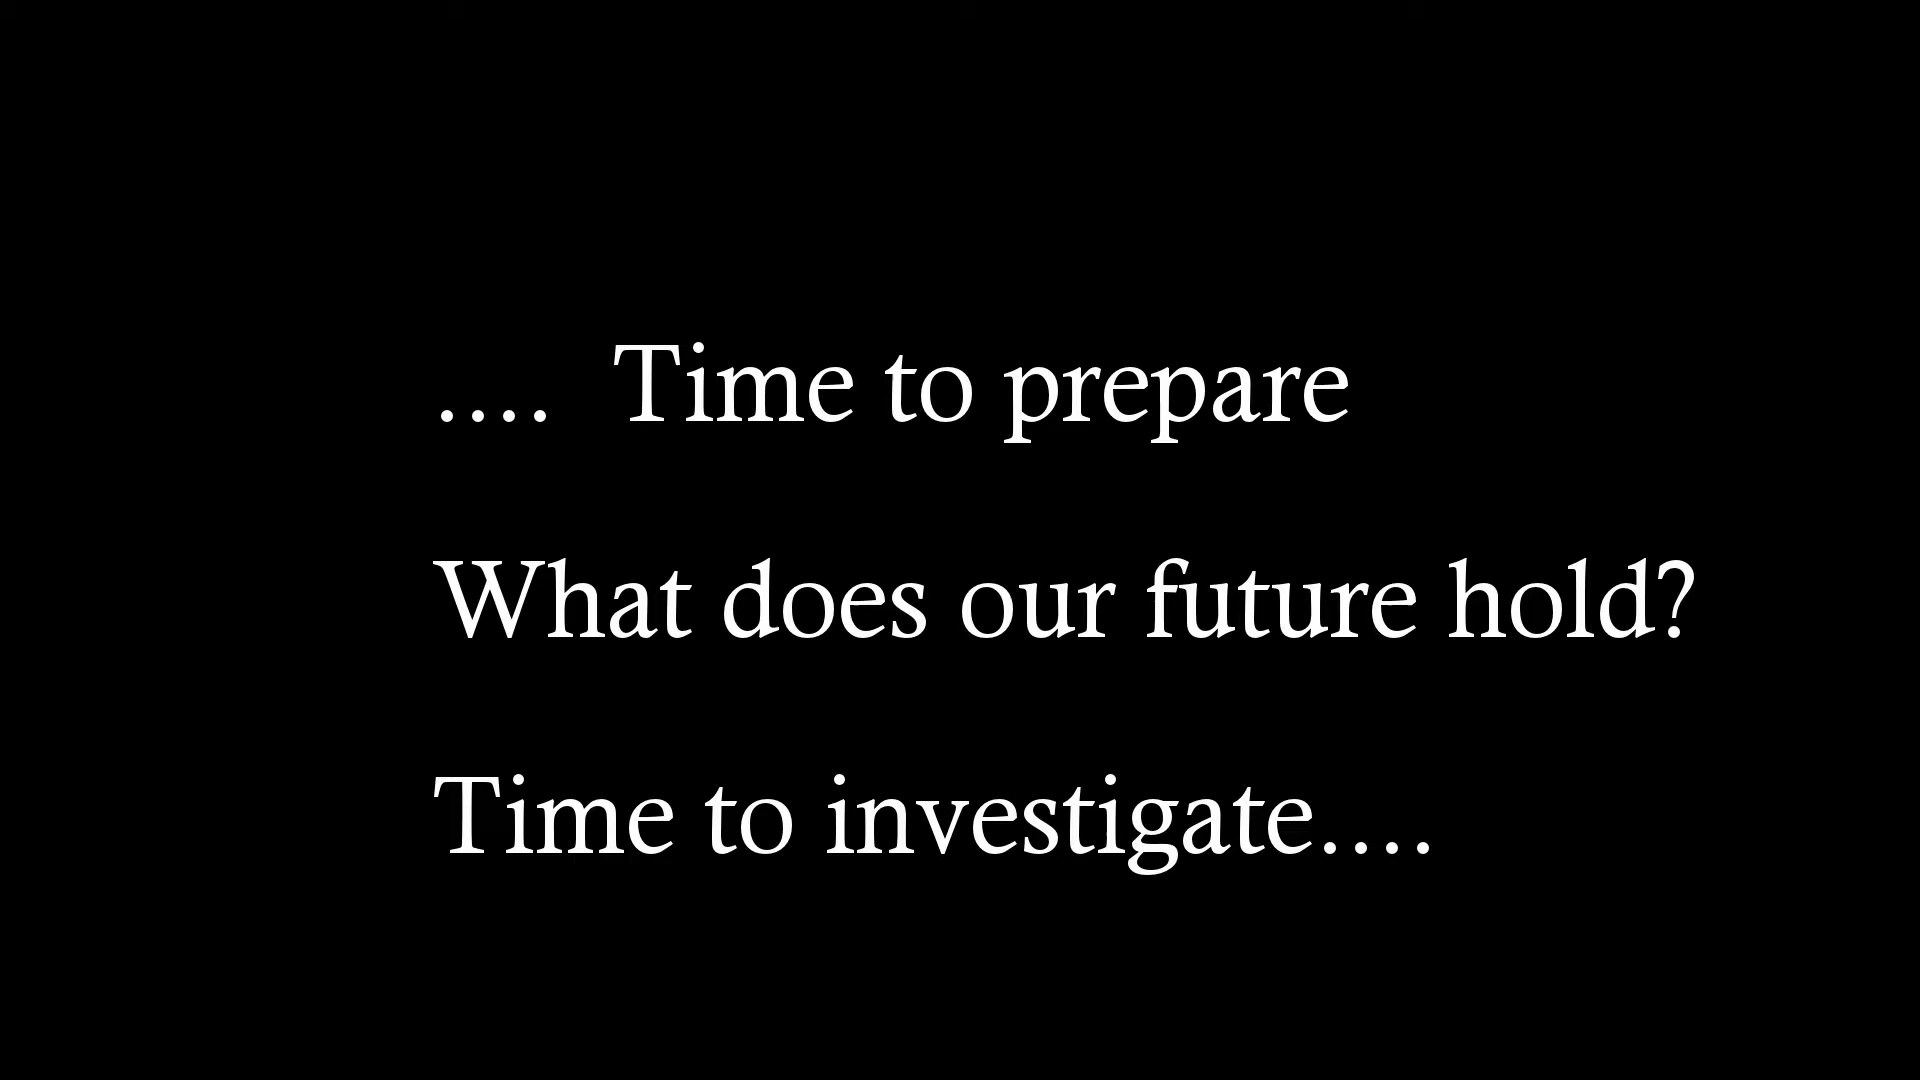 ....  Time to prepare
What does our future hold?
Time to investigate....